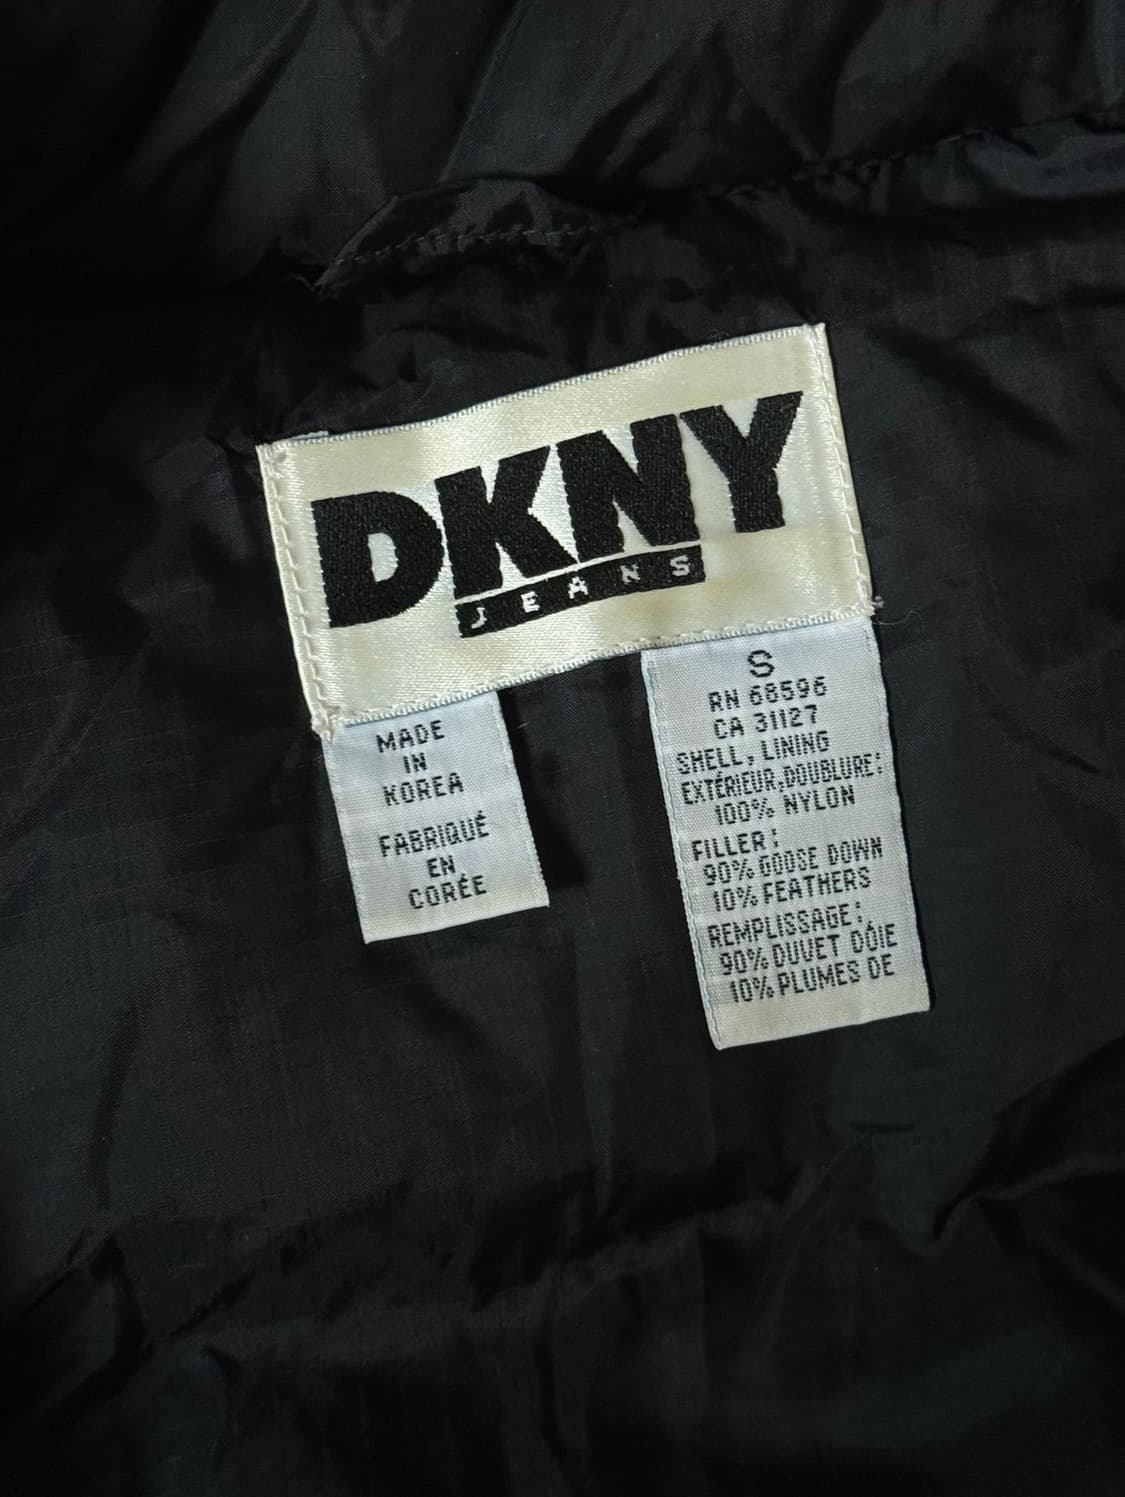 DKNY
JEANS
MADE
IN
KOREA
FABRIQUÉ
EN
CORÉE
S
RN 68596
CA 31127
SHELL, LINING
EXTÉRIEUR,DOUBLURE:
100% NYLON
FILLER:
90% GOOSE DOWN
10% FEATHERS
REMPLISSAGE:
90% DUVET DÓIE
10% PLUMES DE